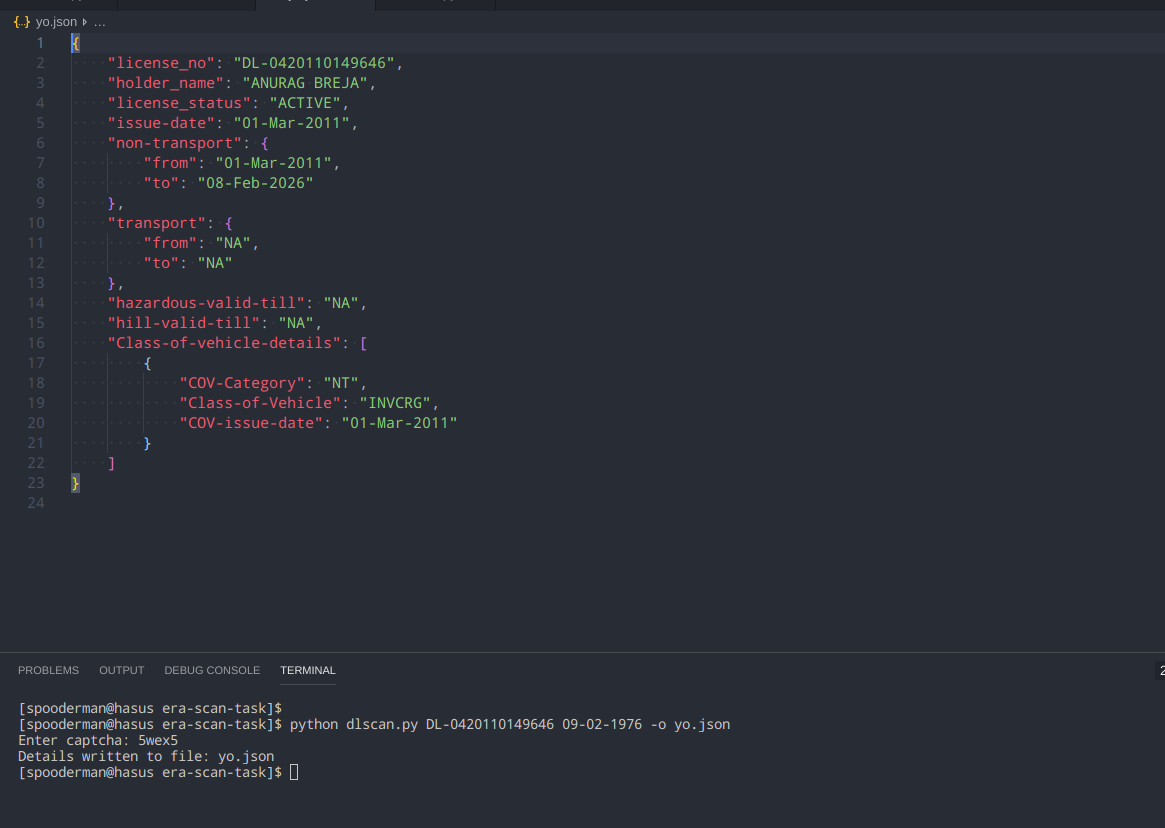 {..} yo.json ▹ ...
1 {
2 "license_no": "DL-0420110149646",
3 "holder_name": "ANURAG BREJA",
4 "license_status": "ACTIVE",
5 "issue-date": "01-Mar-2011",
6 "non-transport": {
7 "from": "01-Mar-2011",
8 "to": "08-Feb-2026"
9 },
10 "transport": {
11 "from": "NA",
12 "to": "NA"
13 },
14 "hazardous-valid-till": "NA",
15 "hill-valid-till": "NA",
16 "Class-of-vehicle-details": [
17 {
18 "COV-Category": "NT",
19 "Class-of-Vehicle": "INVCRG",
20 "COV-issue-date": "01-Mar-2011"
21 }
22 ]
23 }
24
PROBLEMS OUTPUT DEBUG CONSOLE TERMINAL 2
[spooderman@hasus era-scan-task]$
[spooderman@hasus era-scan-task]$ python dlscan.py DL-0420110149646 09-02-1976 -o yo.json
Enter captcha: 5wex5
Details written to file: yo.json
[spooderman@hasus era-scan-task]$